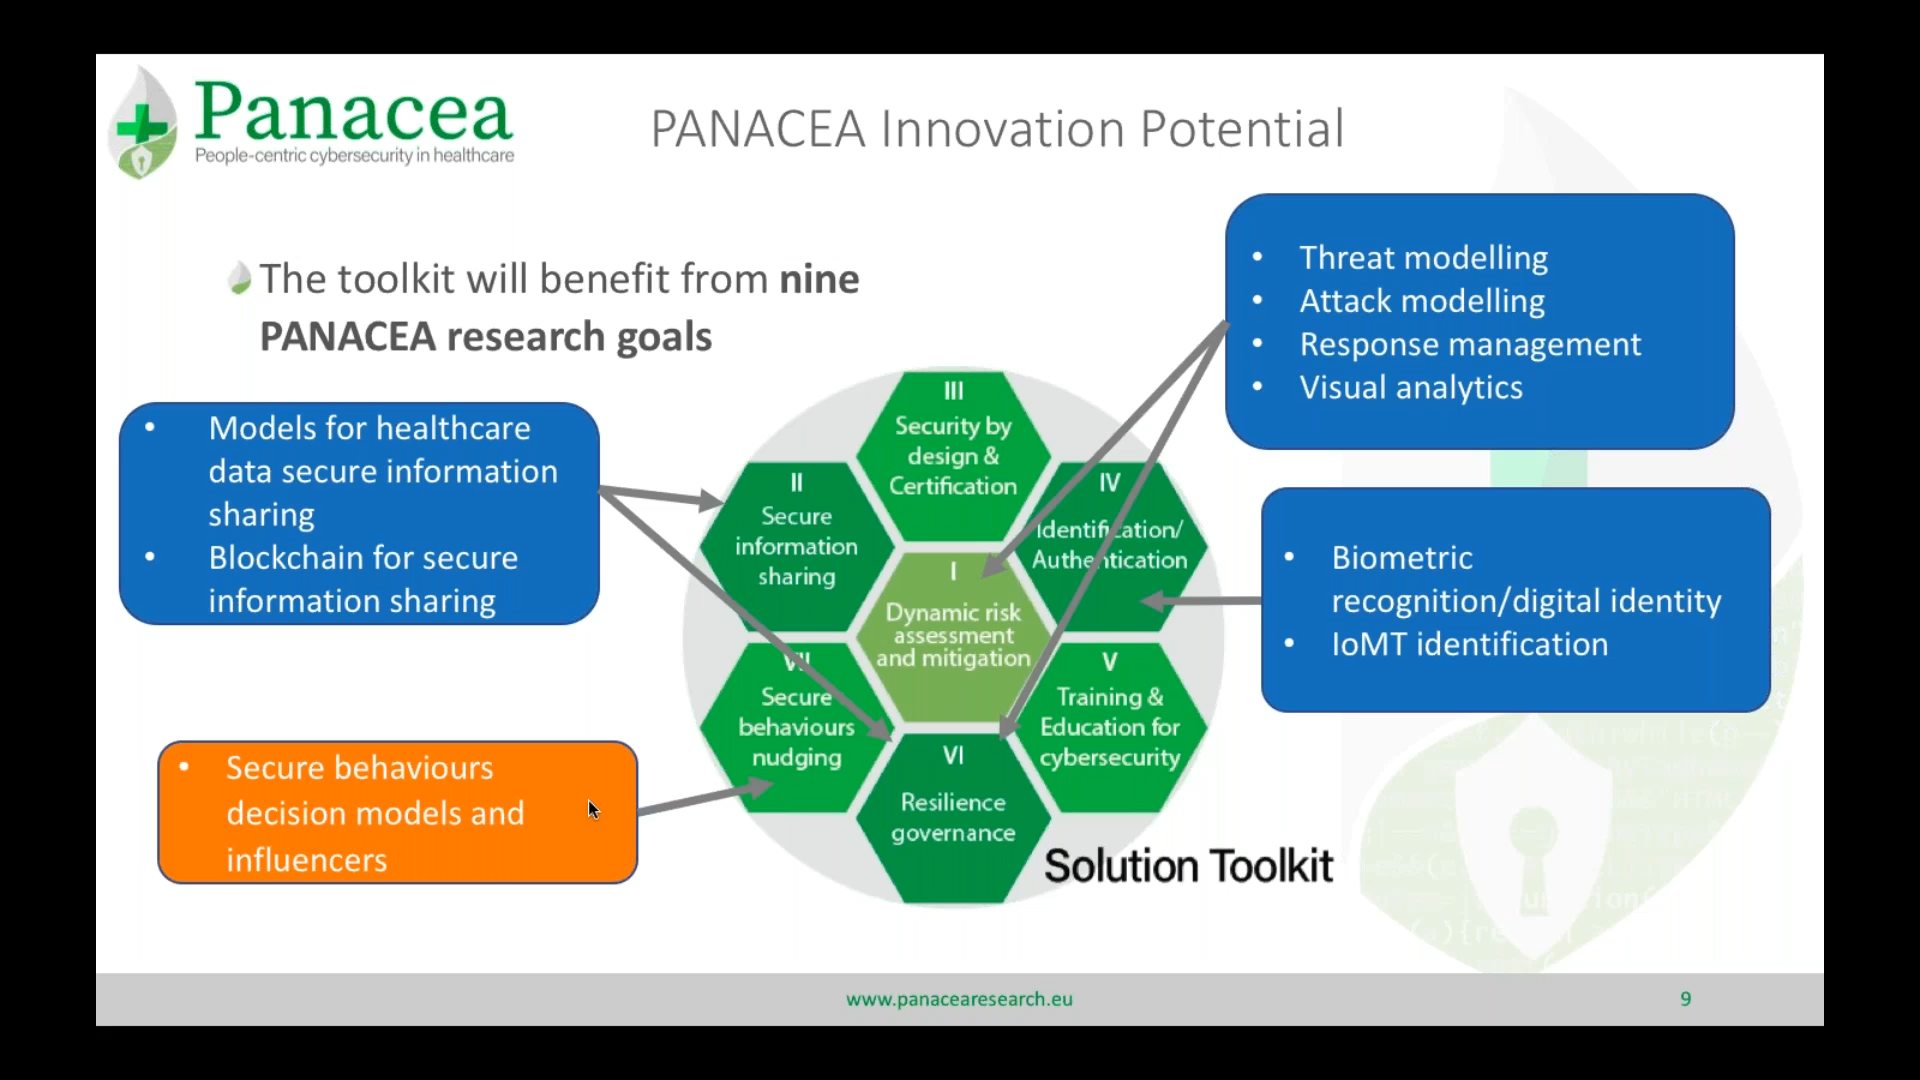 Panacea
People-centric cybersecurity in healthcare
PANACEA Innovation Potential
The toolkit will benefit from nine
PANACEA research goals
• Threat modelling
• Attack modelling
• Response management
• Visual analytics
• Models for healthcare
data secure information
sharing
• Blockchain for secure
information sharing
III
Security by
design &
Certification
II
Secure
information
sharing
IV
Identification/
Authentication
I
Dynamic risk
assessment
and mitigation
• Biometric
recognition/digital identity
• IoMT identification
VII
Secure
behaviours
nudging
V
Training &
Education for
cybersecurity
• Secure behaviours
decision models and
influencers
VI
Resilience
governance
Solution Toolkit
www.panacearesearch.eu
9